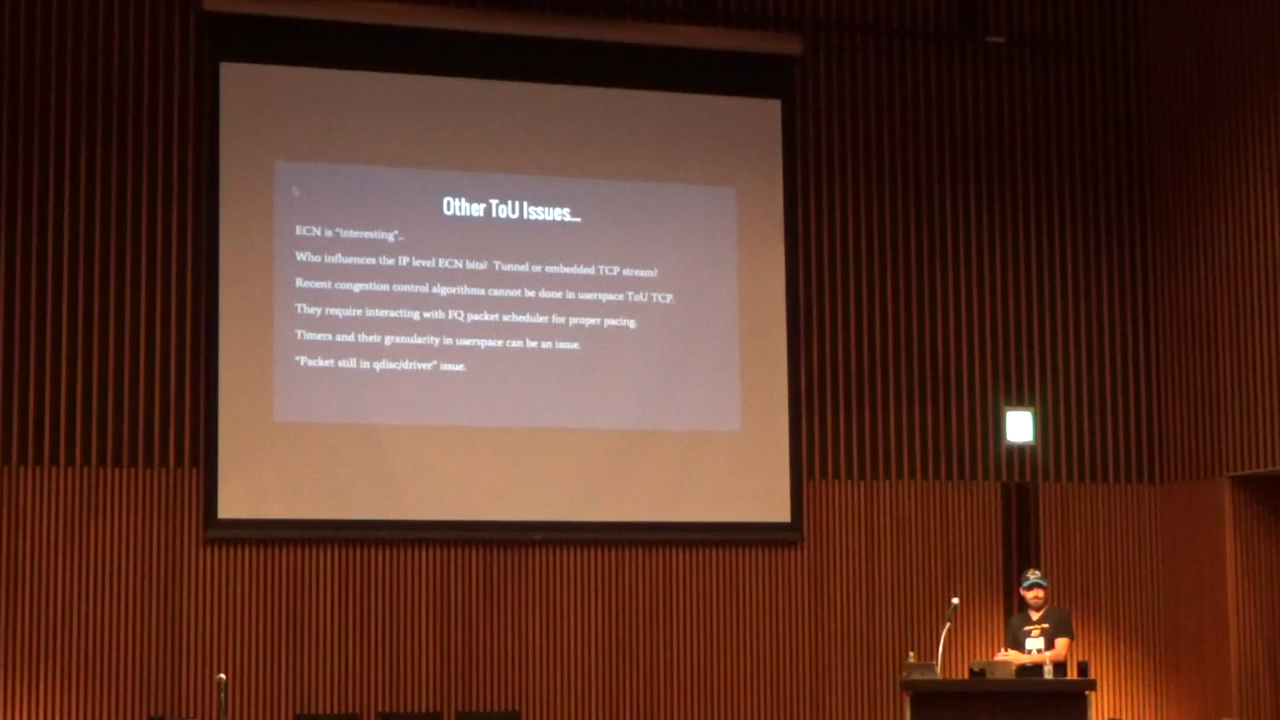 Other ToU Issues...
ECN is "interesting"...
Who influences the IP level ECN bits? Tunnel or embedded TCP stream?
Recent congestion control algorithms cannot be done in userspace ToU TCP.
They require interacting with FQ packet scheduler for proper pacing.
Timers and their granularity in userspace can be an issue.
"Packet still in qdisc/driver" issue.